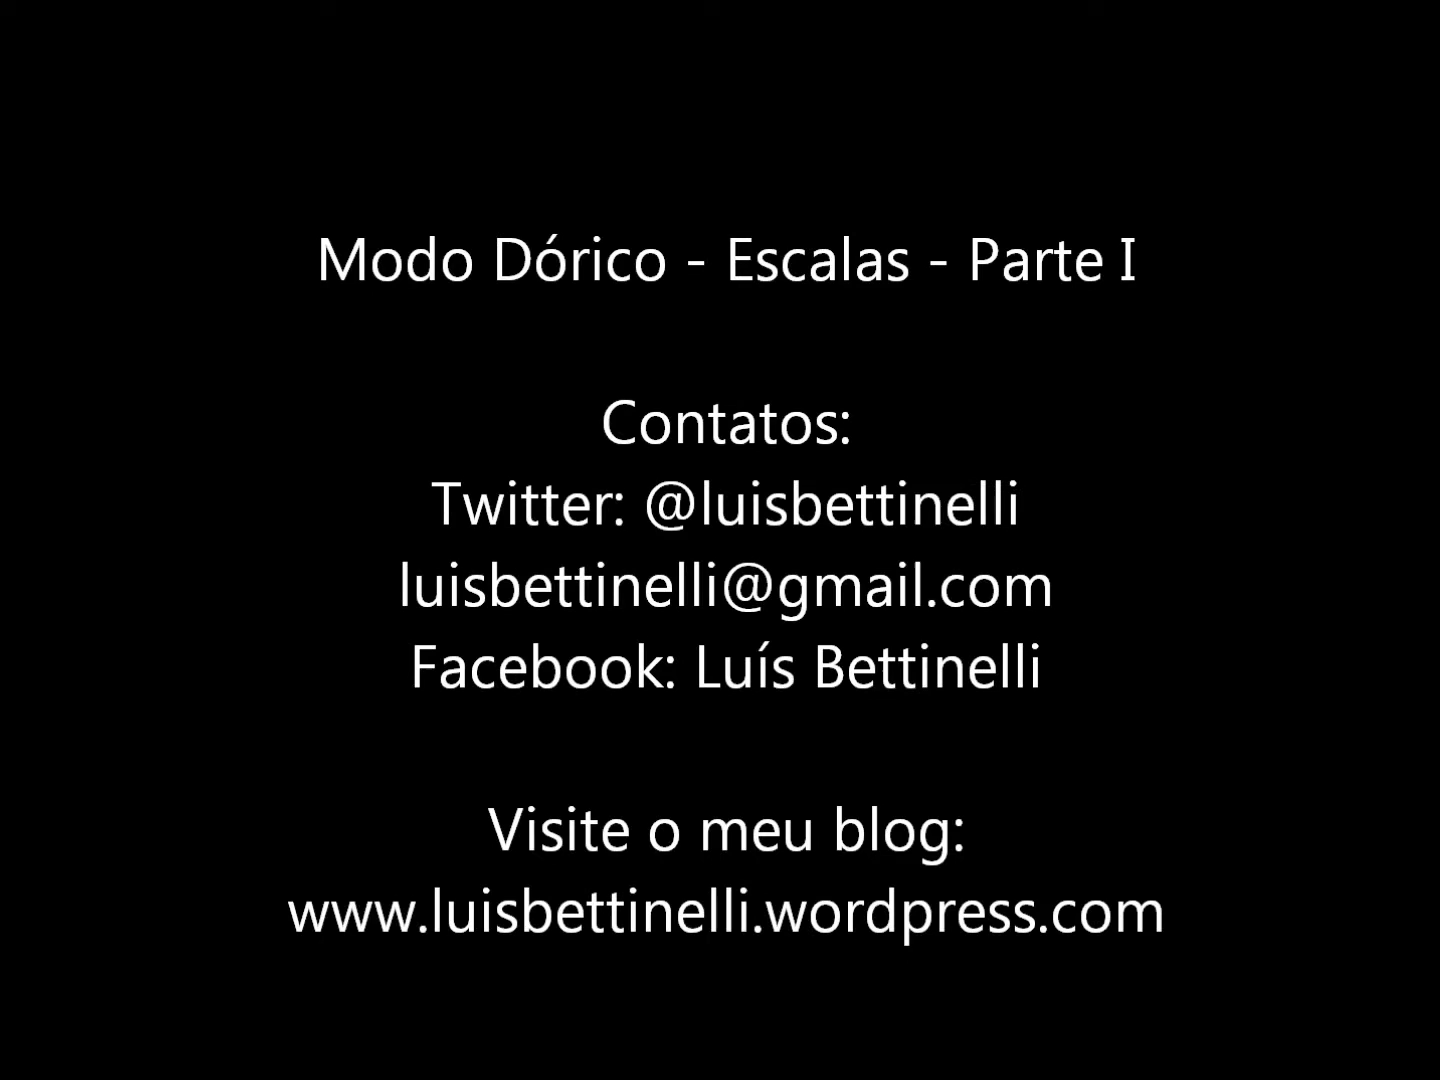 Modo Dórico - Escalas - Parte I
Contatos:
Twitter: @luisbettinelli
luisbettinelli@gmail.com
Facebook: Luís Bettinelli
Visite o meu blog:
www.luisbettinelli.wordpress.com